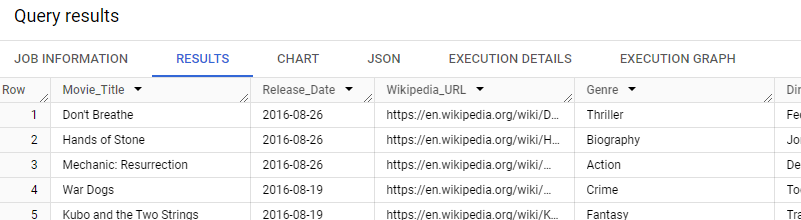 Query results
JOB INFORMATION RESULTS CHART JSON EXECUTION DETAILS EXECUTION GRAPH
Row Movie_Title Release_Date Wikipedia_URL Genre Dir
1 Don't Breathe 2016-08-26 https://en.wikipedia.org/wiki/D... Thriller Fe
2 Hands of Stone 2016-08-26 https://en.wikipedia.org/wiki/H... Biography Jo
3 Mechanic: Resurrection 2016-08-26 https://en.wikipedia.org/wiki/... Action De
4 War Dogs 2016-08-19 https://en.wikipedia.org/wiki/... Crime To
5 Kubo and the Two Strings 2016-08-19 https://en.wikipedia.org/wiki/K... Fantasy Tra